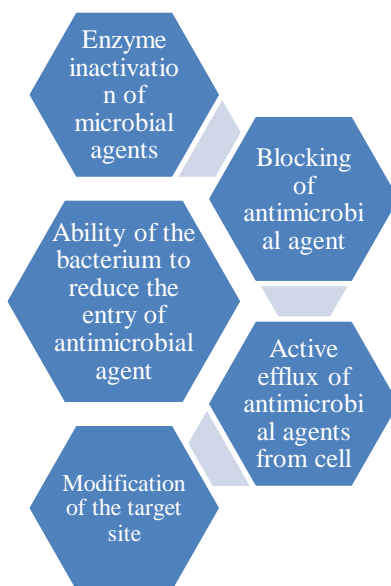 Enzyme
inactivatio
n of
microbial
agents
Blocking
of
antimicrobi
al agent
Ability of the
bacterium to
reduce the
entry of
antimicrobial
agent
Active
efflux of
antimicrobi
al agents
from cell
Modification
of the target
site